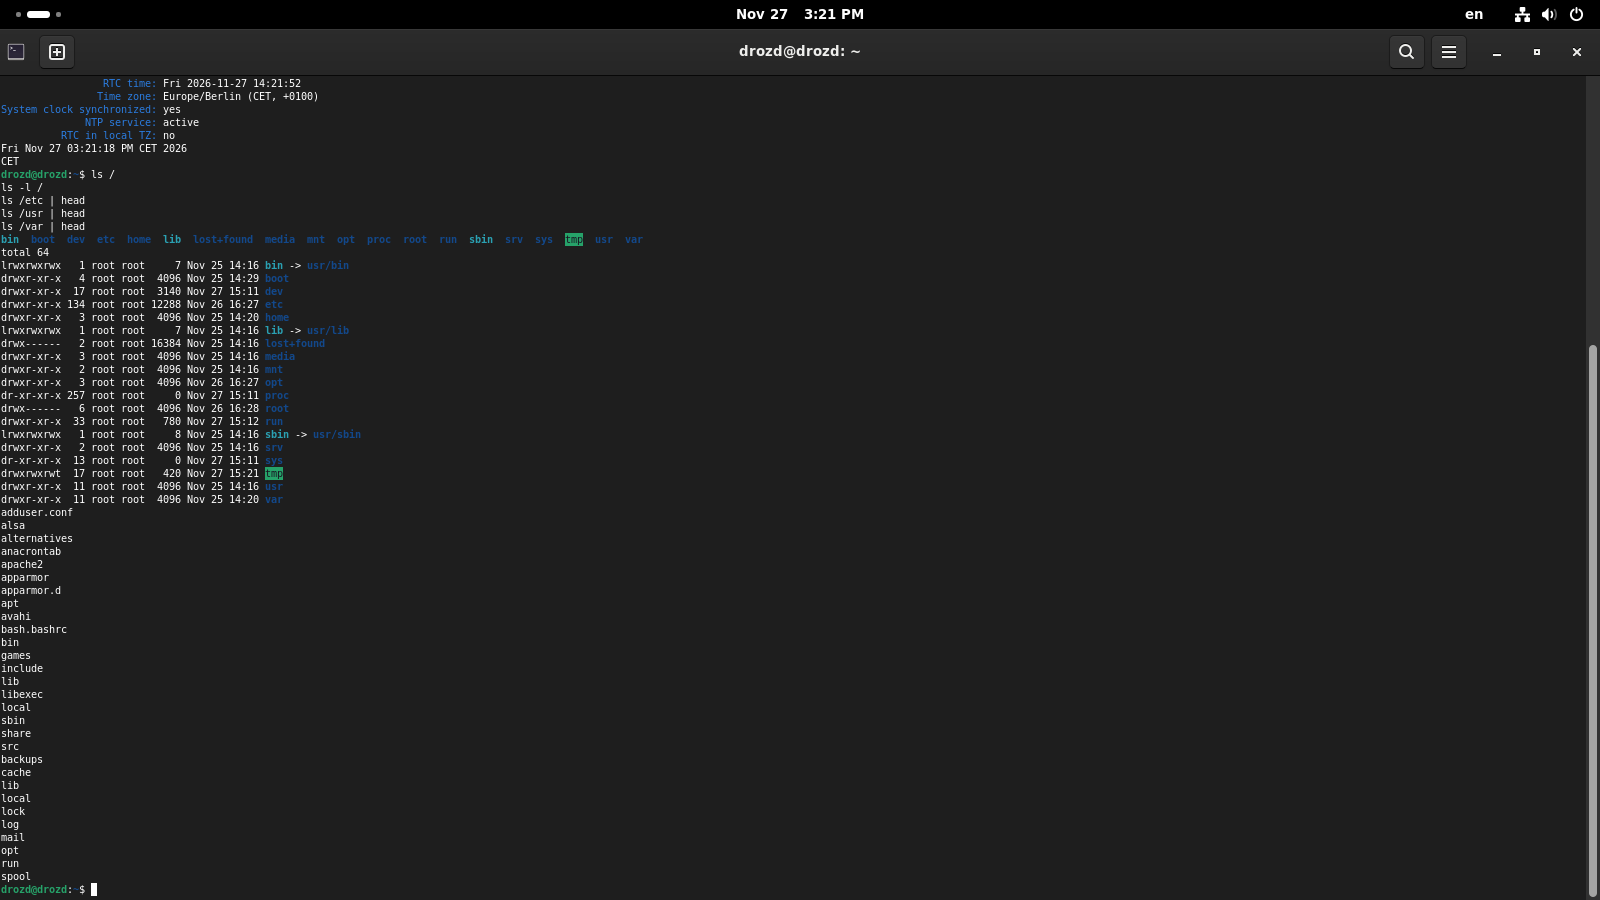 Nov 27 3:21 PM
en
drozd@drozd: ~
RTC time: Fri 2026-11-27 14:21:52
Time zone: Europe/Berlin (CET, +0100)
System clock synchronized: yes
NTP service: active
RTC in local TZ: no
Fri Nov 27 03:21:18 PM CET 2026
CET
drozd@drozd:~$ ls /
ls -l /
ls /etc | head
ls /usr | head
ls /var | head
bin  boot  dev  etc  home  lib  lost+found  media  mnt  opt  proc  root  run  sbin  srv  sys  tmp  usr  var
total 64
lrwxrwxrwx   1 root root     7 Nov 25 14:16 bin -> usr/bin
drwxr-xr-x   4 root root  4096 Nov 25 14:29 boot
drwxr-xr-x  17 root root  3140 Nov 27 15:11 dev
drwxr-xr-x 134 root root 12288 Nov 26 16:27 etc
drwxr-xr-x   3 root root  4096 Nov 25 14:20 home
lrwxrwxrwx   1 root root     7 Nov 25 14:16 lib -> usr/lib
drwx------   2 root root 16384 Nov 25 14:16 lost+found
drwxr-xr-x   3 root root  4096 Nov 25 14:16 media
drwxr-xr-x   2 root root  4096 Nov 25 14:16 mnt
drwxr-xr-x   3 root root  4096 Nov 26 16:27 opt
dr-xr-xr-x 257 root root     0 Nov 27 15:11 proc
drwx------   6 root root  4096 Nov 26 16:28 root
drwxr-xr-x  33 root root   780 Nov 27 15:12 run
lrwxrwxrwx   1 root root     8 Nov 25 14:16 sbin -> usr/sbin
drwxr-xr-x   2 root root  4096 Nov 25 14:16 srv
dr-xr-xr-x  13 root root     0 Nov 27 15:11 sys
drwxrwxrwt  17 root root   420 Nov 27 15:21 tmp
drwxr-xr-x  11 root root  4096 Nov 25 14:16 usr
drwxr-xr-x  11 root root  4096 Nov 25 14:20 var
adduser.conf
alsa
alternatives
anacrontab
apache2
apparmor
apparmor.d
apt
avahi
bash.bashrc
bin
games
include
lib
libexec
local
sbin
share
src
backups
cache
lib
local
lock
log
mail
opt
run
spool
drozd@drozd:~$